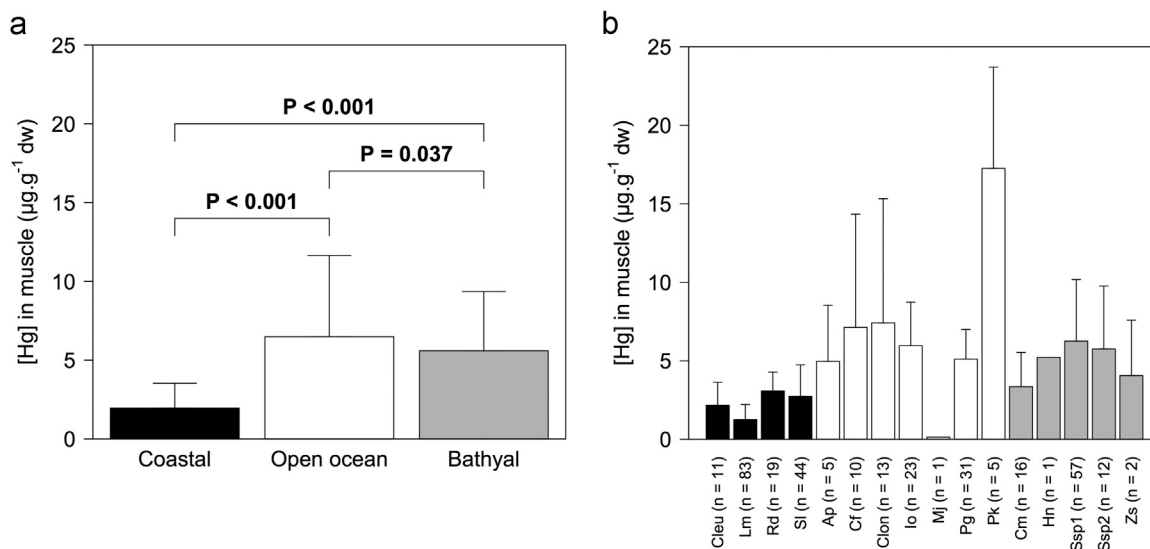 a
[Hg] in muscle (µg.g⁻¹ dw)
25
20
15
10
5
0
P < 0.001
P = 0.037
P < 0.001
Coastal
Open ocean
Bathyal
b
[Hg] in muscle (µg.g⁻¹ dw)
25
20
15
10
5
0
Cleu (n = 11)
Lm (n = 83)
Rd (n = 19)
Sl (n = 44)
Ap (n = 5)
Cf (n = 10)
Clon (n = 13)
Io (n = 23)
Mj (n = 1)
Pg (n = 31)
Pk (n = 5)
Cm (n = 16)
Hn (n = 1)
Ssp1 (n = 57)
Ssp2 (n = 12)
Zs (n = 2)